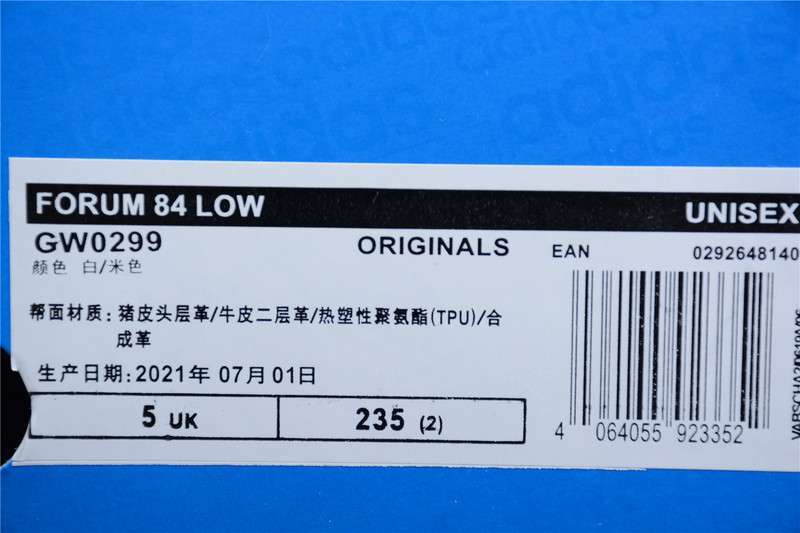 FORUM 84 LOW UNISEX
GW0299 ORIGINALS EAN 0292648140
颜色 白/米色
帮面材质: 猪皮头层革/牛皮二层革/热塑性聚氨酯(TPU)/合
成革
生产日期: 2021年 07月 01日
5 UK 235 (2)
4 064055 923352
adidas